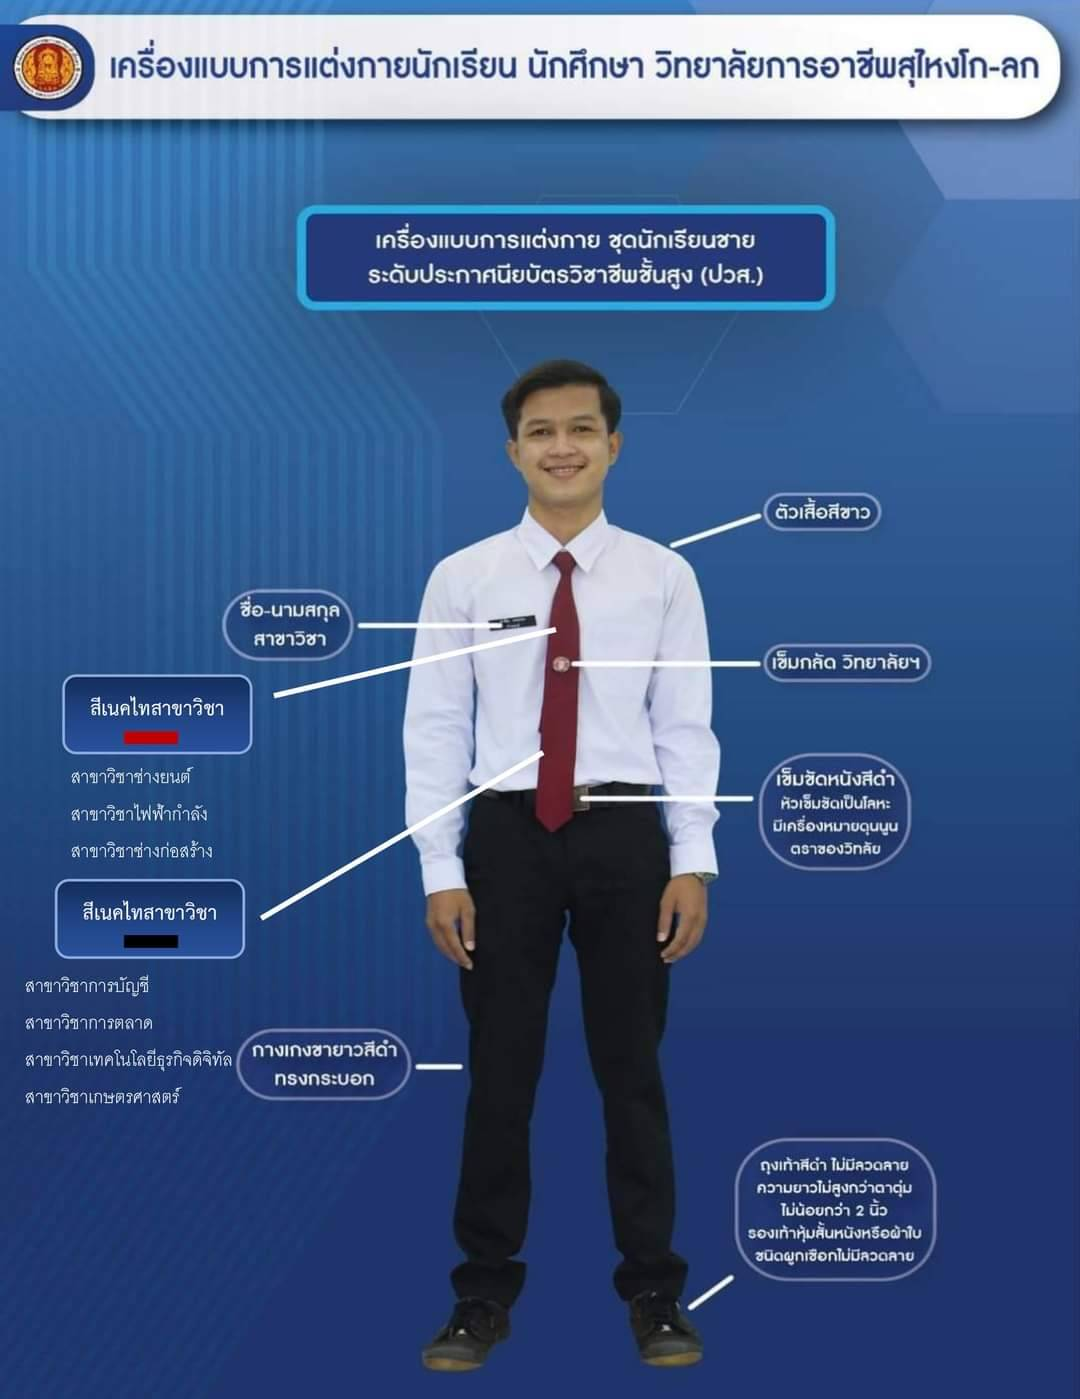 เครื่องแบบการแต่งกายนักเรียน นักศึกษา วิทยาลัยการอาชีพสุไหงโก-ลก
เครื่องแบบการแต่งกาย ชุดนักเรียนชาย
ระดับประกาศนียบัตรวิชาชีพชั้นสูง (ปวส.)
ตัวเสื้อสีขาว
ชื่อ-นามสกุล
สาขาวิชา
เข็มกลัด วิทยาลัยฯ
สีเนคไทสาขาวิชา
สาขาวิชาช่างยนต์
สาขาวิชาไฟฟ้ากำลัง
สาขาวิชาช่างก่อสร้าง
เข็มขัดหนังสีดำ
หัวเข็มขัดเป็นโลหะ
มีเครื่องหมายดุนนูน
ตราของวิทลัย
สีเนคไทสาขาวิชา
สาขาวิชาการบัญชี
สาขาวิชาการตลาด
สาขาวิชาเทคโนโลยีธุรกิจดิจิทัล
สาขาวิชาเกษตรศาสตร์
กางเกงขายาวสีดำ
ทรงกระบอก
ถุงเท้าสีดำ ไม่มีลวดลาย
ความยาวไม่สูงกว่าตาตุ่ม
ไม่น้อยกว่า 2 นิ้ว
รองเท้าหุ้มส้นหนังหรือผ้าใบ
ชนิดผูกเชือกไม่มีลวดลาย